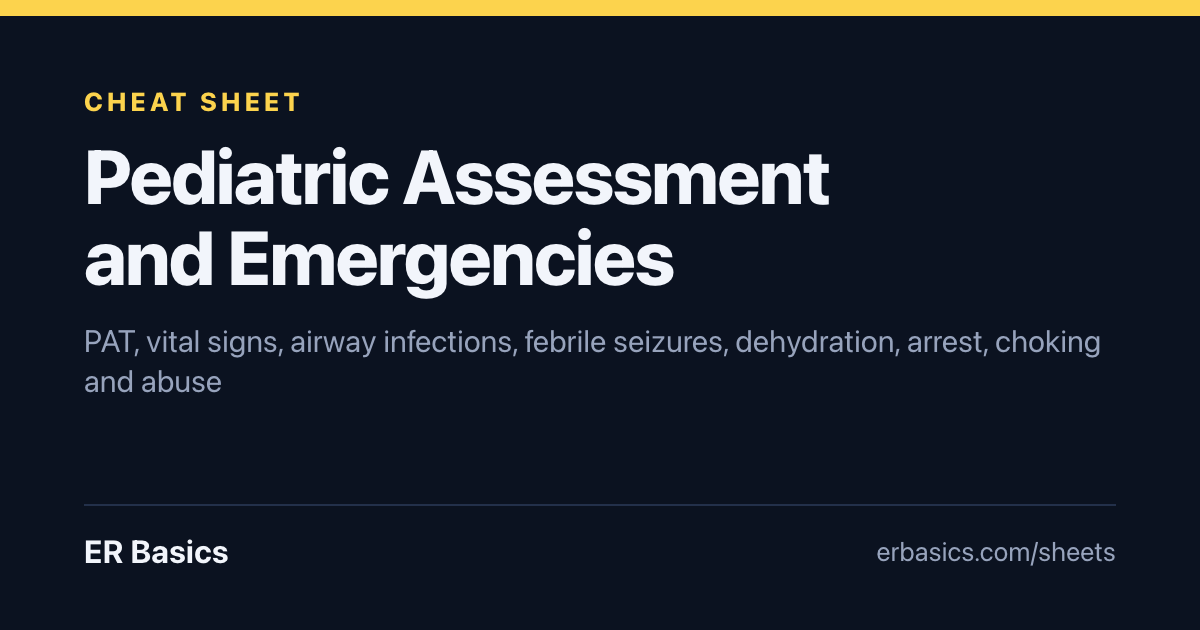 CHEAT SHEET
Pediatric Assessment
and Emergencies
PAT, vital signs, airway infections, febrile seizures, dehydration, arrest, choking
and abuse
ER Basics
erbasics.com/sheets